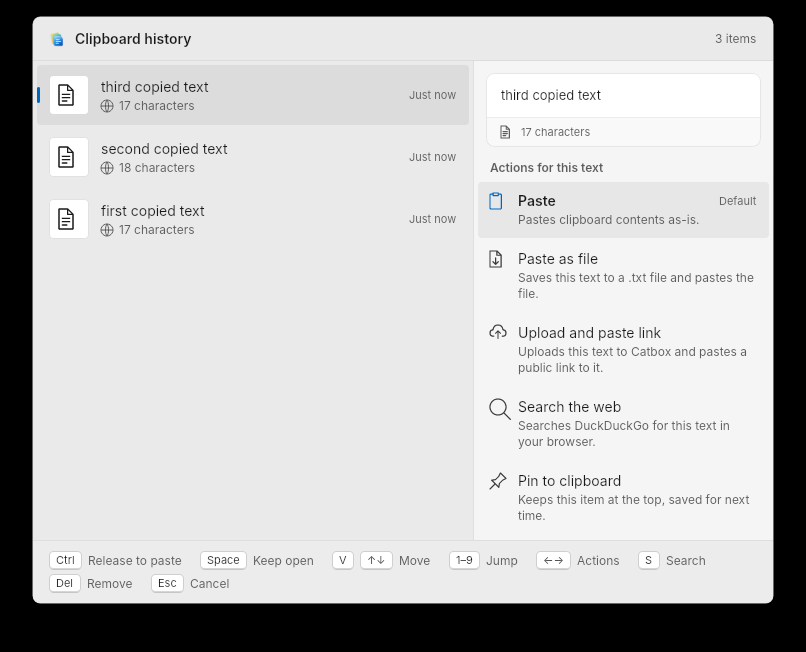 Clipboard history
3 items
third copied text
17 characters
Just now
second copied text
18 characters
Just now
first copied text
17 characters
Just now
third copied text
17 characters
Actions for this text
Paste
Default
Pastes clipboard contents as-is.
Paste as file
Saves this text to a .txt file and pastes the
file.
Upload and paste link
Uploads this text to Catbox and pastes a
public link to it.
Search the web
Searches DuckDuckGo for this text in
your browser.
Pin to clipboard
Keeps this item at the top, saved for next
time.
Ctrl Release to paste Space Keep open V ↑↓ Move 1–9 Jump ←→ Actions S Search
Del Remove Esc Cancel